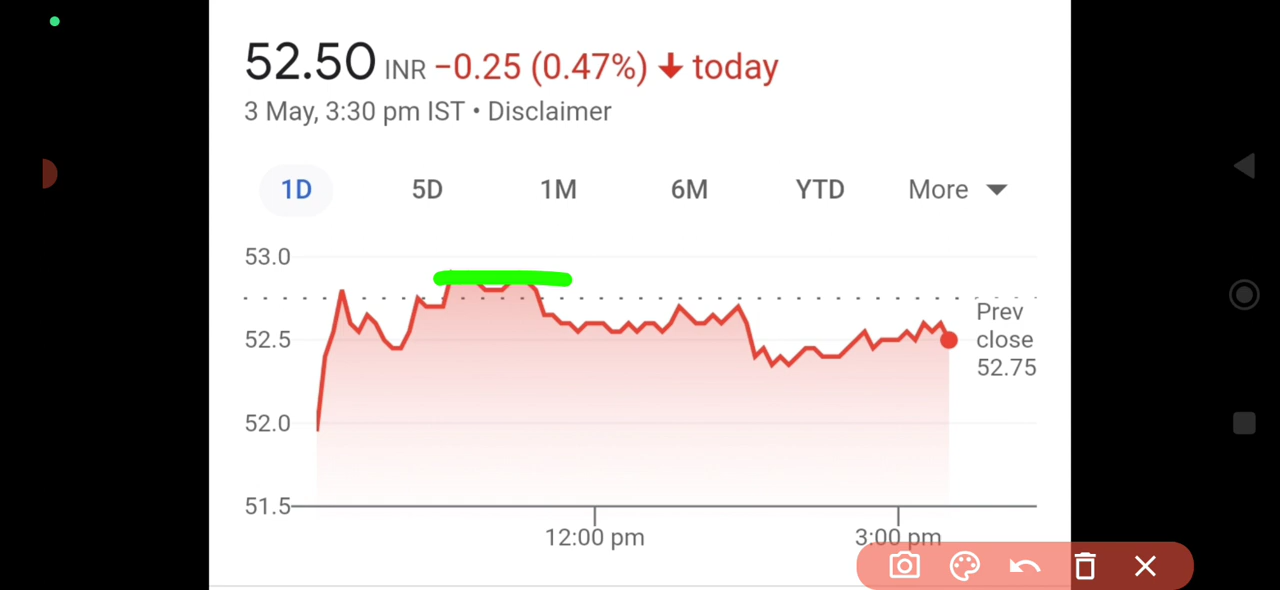 52.50 INR −0.25 (0.47%) ↓ today
3 May, 3:30 pm IST • Disclaimer
1D 5D 1M 6M YTD More
53.0
52.5
52.0
51.5
Prev
close
52.75
12:00 pm 3:00 pm